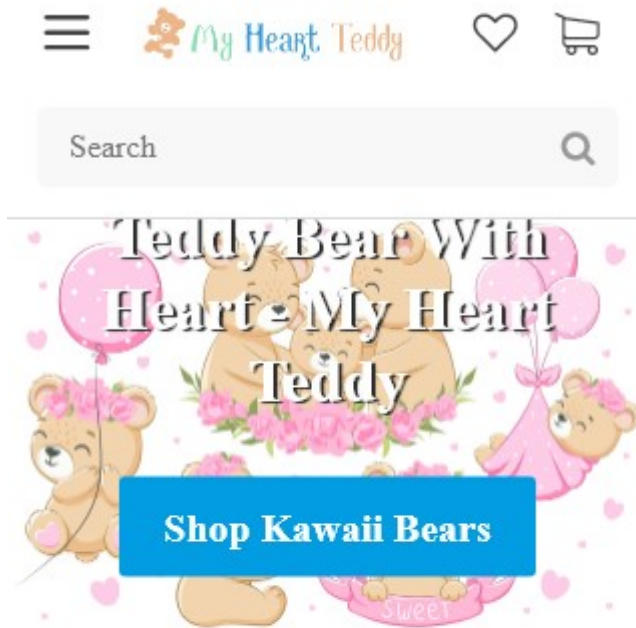 My Heart Teddy
Search
Teddy Bear With
Heart - My Heart
Teddy
Shop Kawaii Bears
SWEET